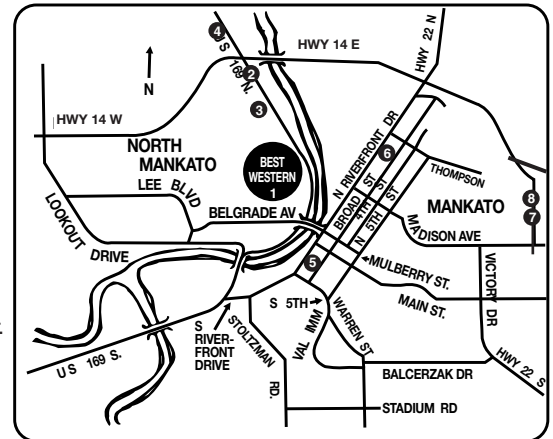 4
US 169 N.
HWY 14 E
HWY 22 N
2
N
3
HWY 14 W
NORTH
MANKATO
BEST
WESTERN
1
N RIVERFRONT DR
6
THOMPSON
LEE BLVD
BROAD ST
4TH ST
N 5TH ST
MANKATO
8
7
BELGRADE AV
LOOKOUT
DRIVE
MADISON AVE
5
MULBERRY ST.
VICTORY DR
MAIN ST.
S 5TH
S
RIVER-
FRONT
DRIVE
STOLTZMAN
RD.
VAL IMM
WARREN ST
US 169 S.
BALCERZAK DR
HWY 22 S
STADIUM RD